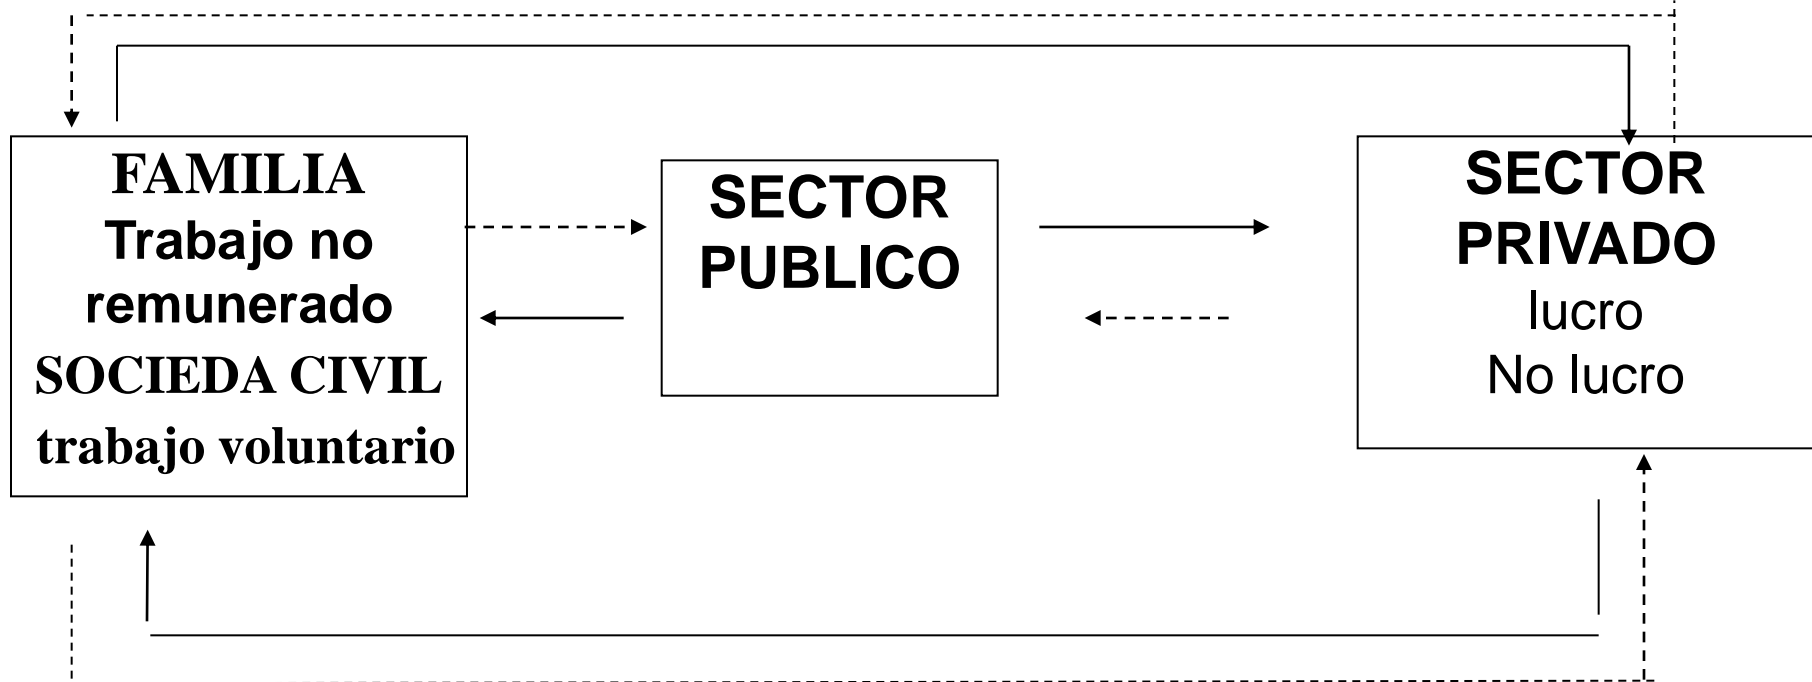 FAMILIA
Trabajo no
remunerado
SOCIEDA CIVIL
trabajo voluntario
SECTOR
PUBLICO
SECTOR
PRIVADO
lucro
No lucro